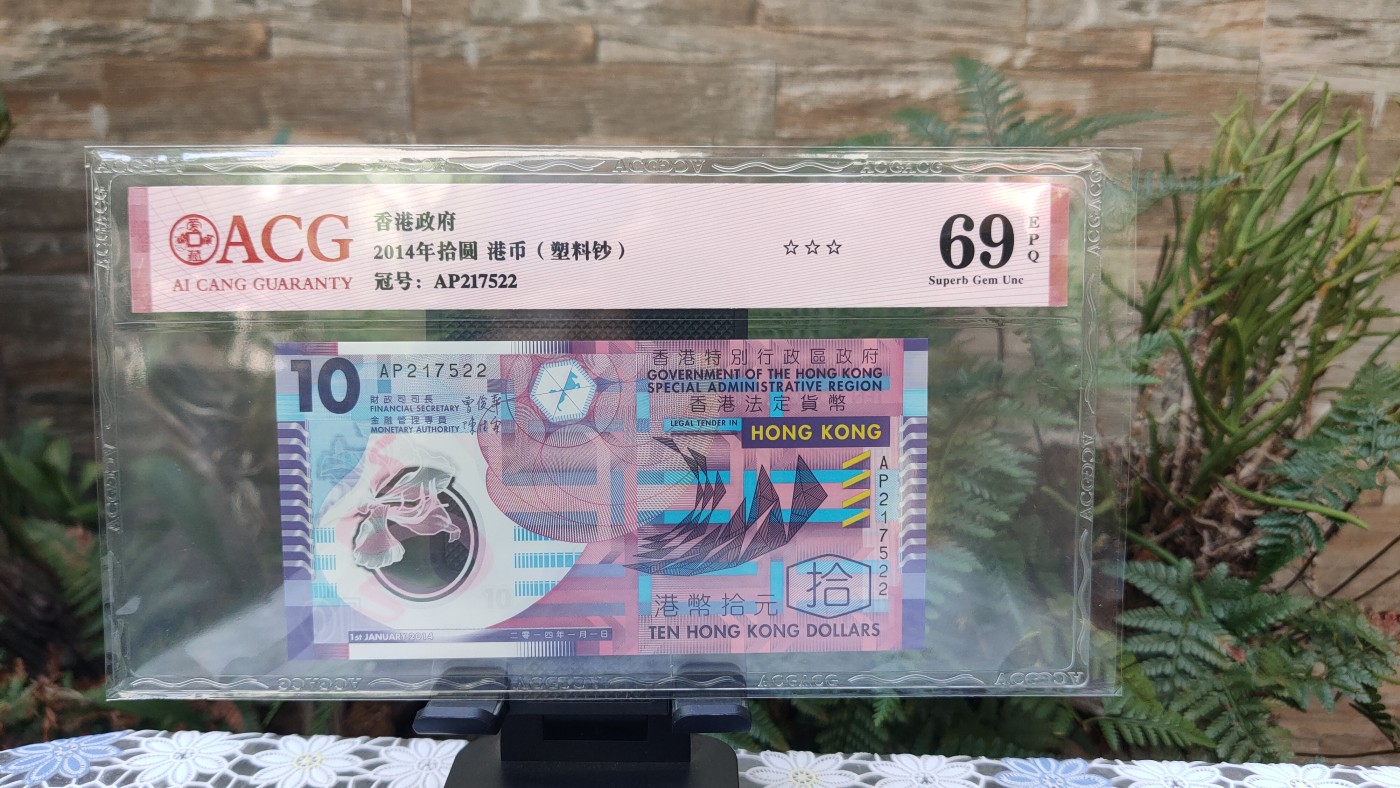 ACG
AI CANG GUARANTY
香港政府
2014年拾圆 港币（塑料钞）
冠号：AP217522
☆☆☆
69
EPQ
Superb Gem Unc
10
AP217522
財政司司長
FINANCIAL SECRETARY
金融管理專員
MONETARY AUTHORITY
香港特別行政區政府
GOVERNMENT OF THE HONG KONG
SPECIAL ADMINISTRATIVE REGION
香港法定貨幣
LEGAL TENDER IN
HONG KONG
AP217522
港幣拾元
拾
TEN HONG KONG DOLLARS
1st JANUARY 2014
二零一四年一月一日